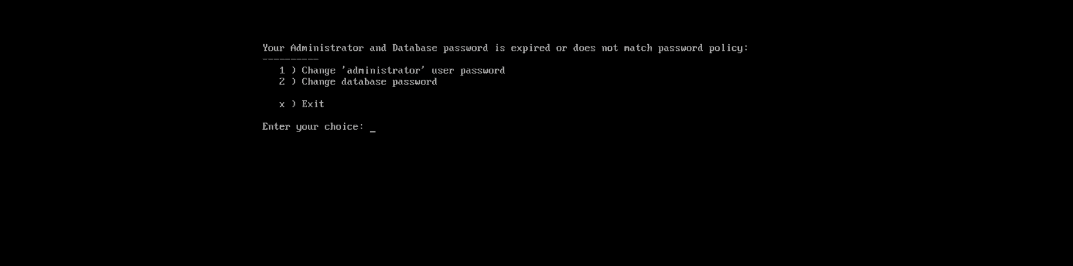 Your Administrator and Database password is expired or does not match password policy:
----------
1 ) Change 'administrator' user password
2 ) Change database password
x ) Exit
Enter your choice: _